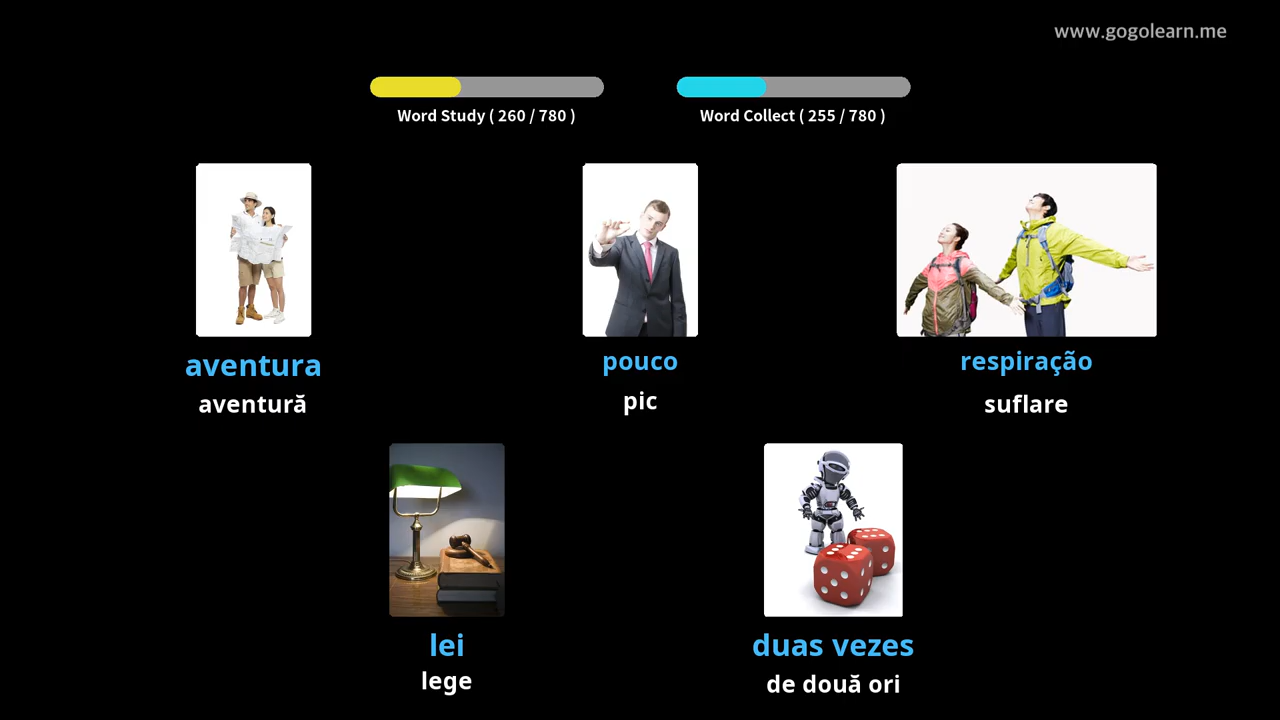 www.gogolearn.me
Word Study ( 260 / 780 )
Word Collect ( 255 / 780 )
aventura
aventură
pouco
pic
respiração
suflare
lei
lege
duas vezes
de două ori